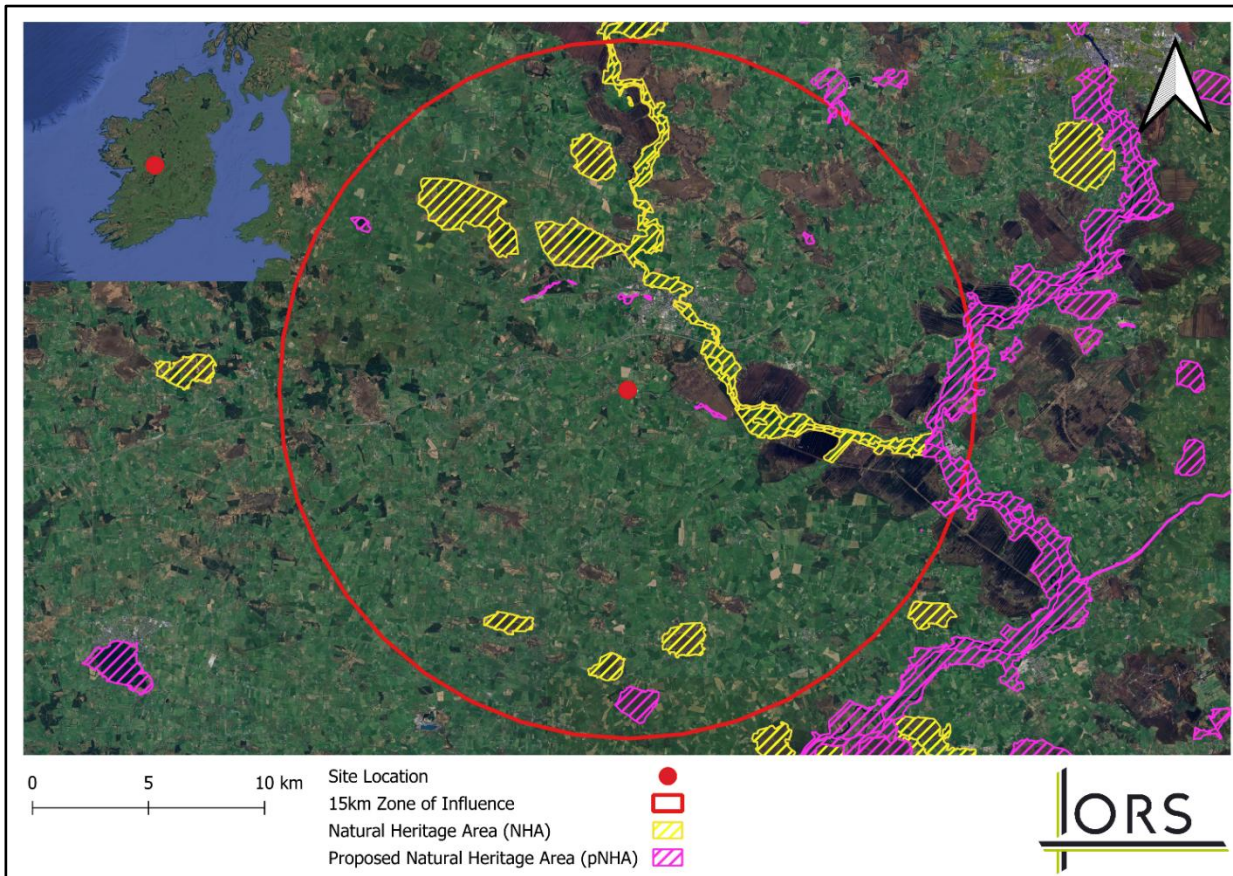 0 5 10 km
Site Location
15km Zone of Influence
Natural Heritage Area (NHA)
Proposed Natural Heritage Area (pNHA)
ORS